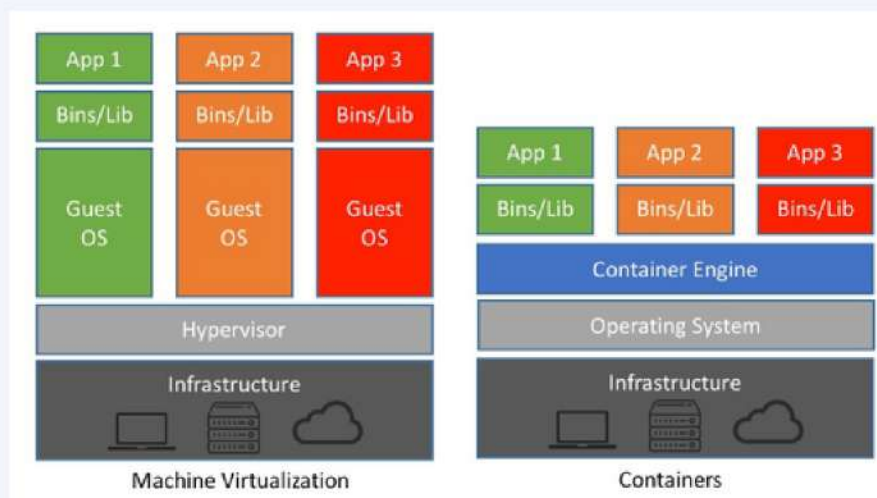 App 1
App 2
App 3
Bins/Lib
Bins/Lib
Bins/Lib
Guest
OS
Guest
OS
Guest
OS
Hypervisor
Infrastructure
Machine Virtualization
App 1
App 2
App 3
Bins/Lib
Bins/Lib
Bins/Lib
Container Engine
Operating System
Infrastructure
Containers